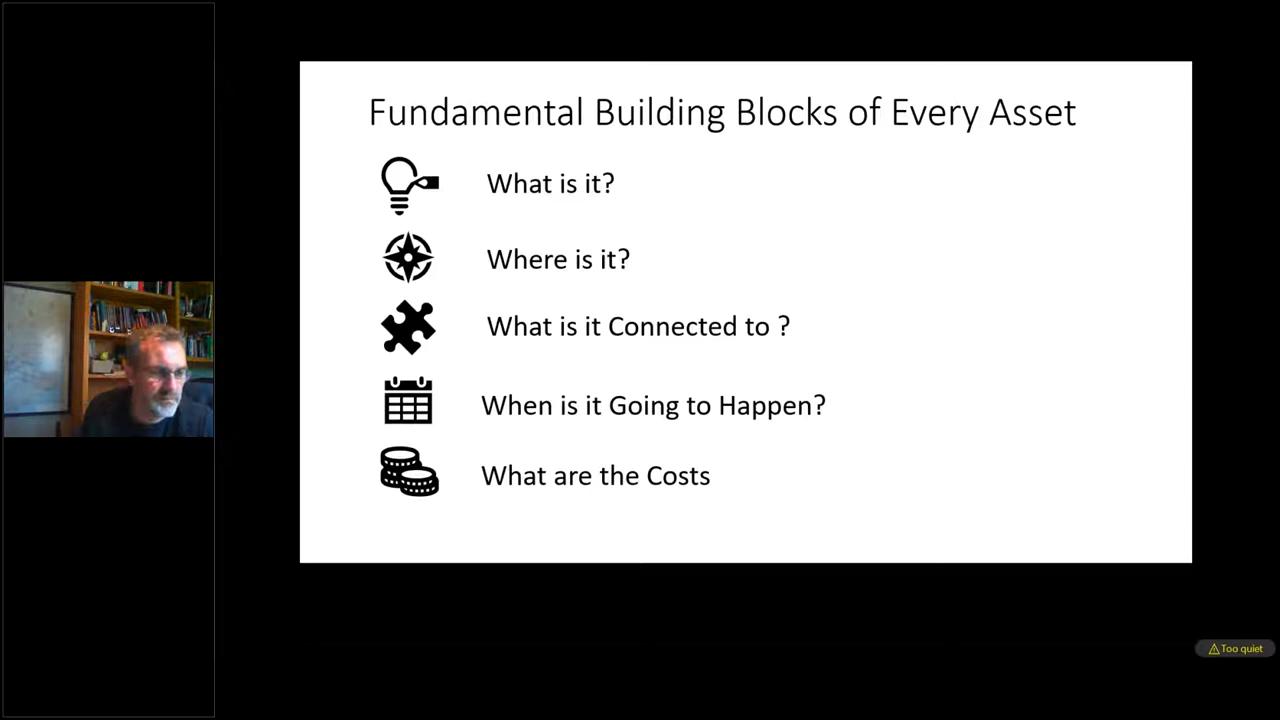 Fundamental Building Blocks of Every Asset
What is it?
Where is it?
What is it Connected to ?
When is it Going to Happen?
What are the Costs
Too quiet